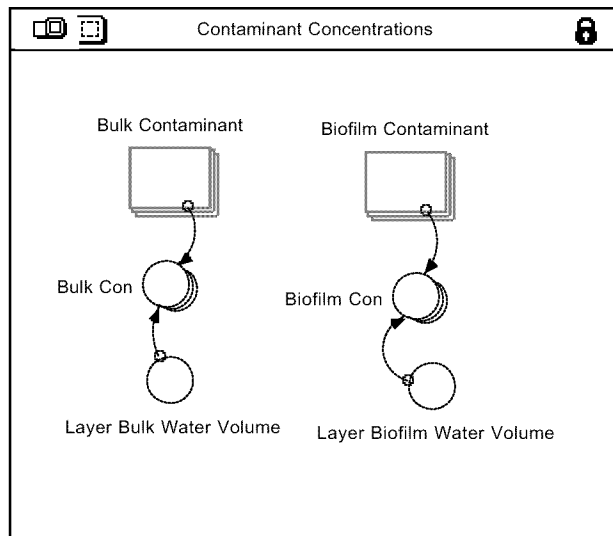 Contaminant Concentrations
Bulk Contaminant
Biofilm Contaminant
Bulk Con
Biofilm Con
Layer Bulk Water Volume
Layer Biofilm Water Volume